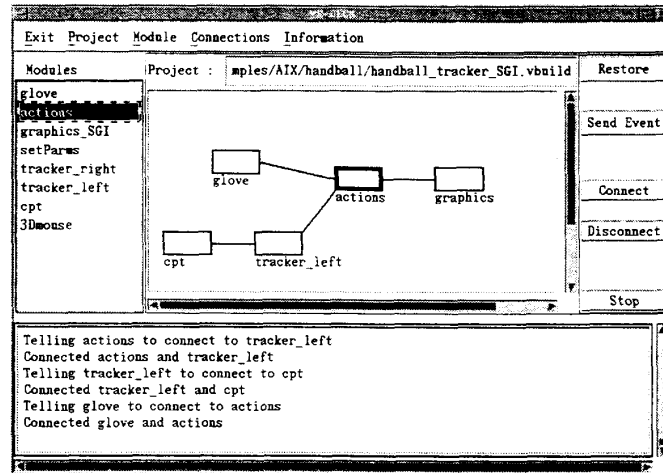 Exit Project Module Connections Information
Modules
Project : mples/AIX/handball/handball_tracker_SGI.vbuild
Restore
glove
actions
graphics_SGI
setParms
tracker_right
tracker_left
cpt
3Dmouse
glove
actions
graphics
cpt
tracker_left
Send Event
Connect
Disconnect
Stop
Telling actions to connect to tracker_left
Connected actions and tracker_left
Telling tracker_left to connect to cpt
Connected tracker_left and cpt
Telling glove to connect to actions
Connected glove and actions